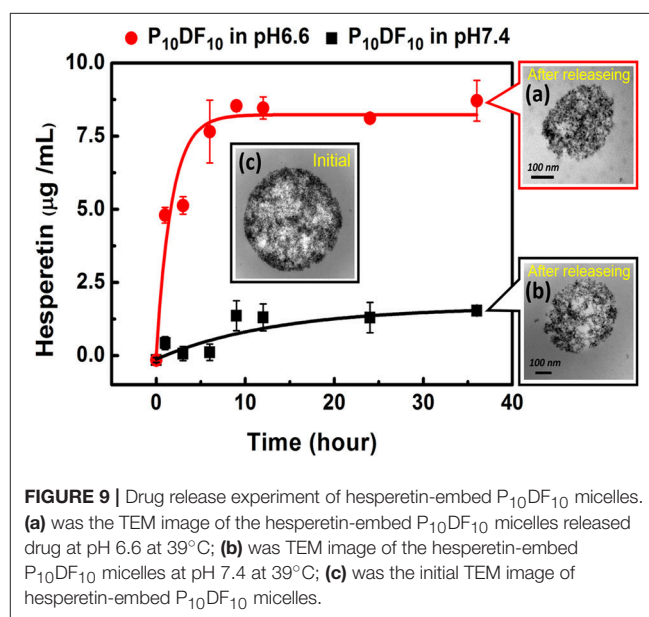 P₁₀DF₁₀ in pH6.6 P₁₀DF₁₀ in pH7.4
10.0
7.5
5.0
2.5
0.0
Hesperetin (μg /mL)
(c) Initial
After releaseing
(a)
100 nm
After releaseing
(b)
100 nm
0 10 20 30 40
Time (hour)
FIGURE 9 | Drug release experiment of hesperetin-embed P₁₀DF₁₀ micelles.
(a) was the TEM image of the hesperetin-embed P₁₀DF₁₀ micelles released
drug at pH 6.6 at 39°C; (b) was TEM image of the hesperetin-embed
P₁₀DF₁₀ micelles at pH 7.4 at 39°C; (c) was the initial TEM image of
hesperetin-embed P₁₀DF₁₀ micelles.